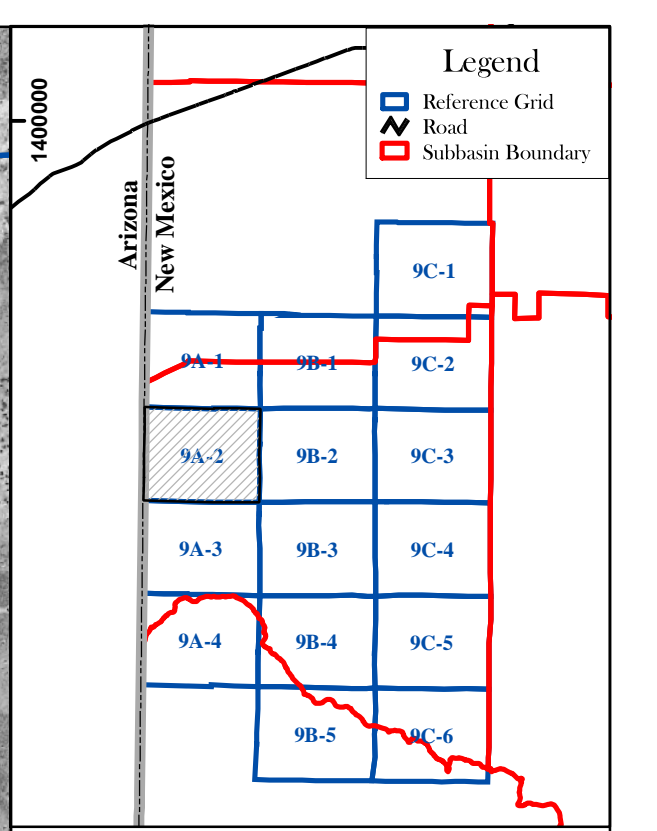 Legend
Reference Grid
Road
Subbasin Boundary
1400000
Arizona
New Mexico
9C-1
9A-1
9B-1
9C-2
9A-2
9B-2
9C-3
9A-3
9B-3
9C-4
9A-4
9B-4
9C-5
9B-5
9C-6